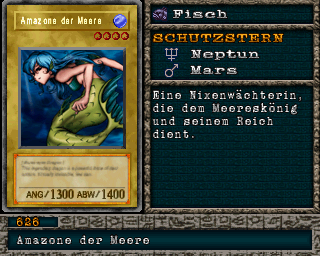 Amazone der Meere
ANG/1300 ABW/1400
Fisch
SCHUTZSTERN
Neptun
Mars
Eine Nixenwächterin,
die dem Meereskönig
und seinem Reich
dient.
626
Amazone der Meere